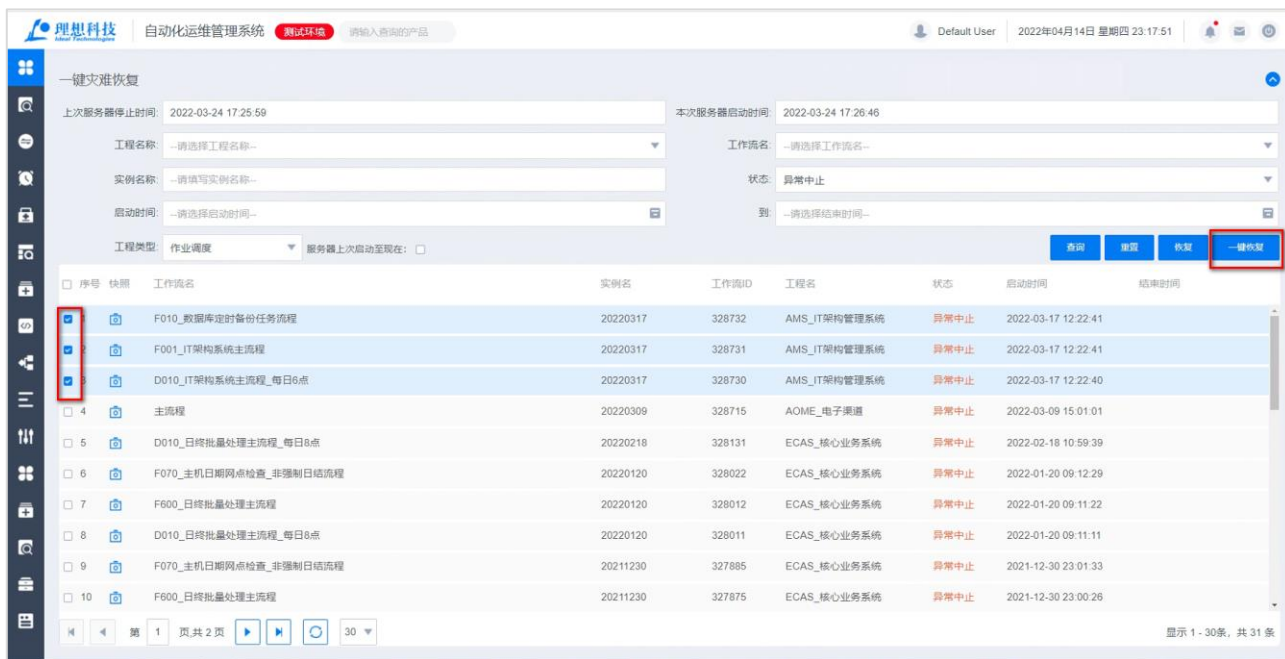 理想科技 自动化运维管理系统 测试环境 请输入查询的产品 Default User 2022年04月14日 星期四 23:17:51
Ideal Technologies
一键灾难恢复
上次服务器停止时间: 2022-03-24 17:25:59 本次服务器启动时间: 2022-03-24 17:26:46
工程名称: --请选择工程名称-- 工作流名: --请选择工作流名--
实例名称: --请填写实例名称-- 状态: 异常中止
启动时间: --请选择启动时间-- 到: --请选择结束时间--
工程类型: 作业调度 服务器上次启动至现在: 查询 重置 恢复 一键恢复
序号 快照 工作流名 实例名 工作流ID 工程名 状态 启动时间 结束时间
1 F010_数据库定时备份任务流程 20220317 328732 AMS_IT架构管理系统 异常中止 2022-03-17 12:22:41
2 F001_IT架构系统主流程 20220317 328731 AMS_IT架构管理系统 异常中止 2022-03-17 12:22:41
3 D010_IT架构系统主流程_每日6点 20220317 328730 AMS_IT架构管理系统 异常中止 2022-03-17 12:22:40
4 主流程 20220309 328715 AOME_电子渠道 异常中止 2022-03-09 15:01:01
5 D010_日终批量处理主流程_每日8点 20220218 328131 ECAS_核心业务系统 异常中止 2022-02-18 10:59:39
6 F070_主机日期网点检查_非强制日结流程 20220120 328022 ECAS_核心业务系统 异常中止 2022-01-20 09:12:29
7 F600_日终批量处理主流程 20220120 328012 ECAS_核心业务系统 异常中止 2022-01-20 09:11:22
8 D010_日终批量处理主流程_每日8点 20220120 328011 ECAS_核心业务系统 异常中止 2022-01-20 09:11:11
9 F070_主机日期网点检查_非强制日结流程 20211230 327885 ECAS_核心业务系统 异常中止 2021-12-30 23:01:33
10 F600_日终批量处理主流程 20211230 327875 ECAS_核心业务系统 异常中止 2021-12-30 23:00:26
第 1 页,共 2 页 30 显示 1 - 30条, 共 31 条